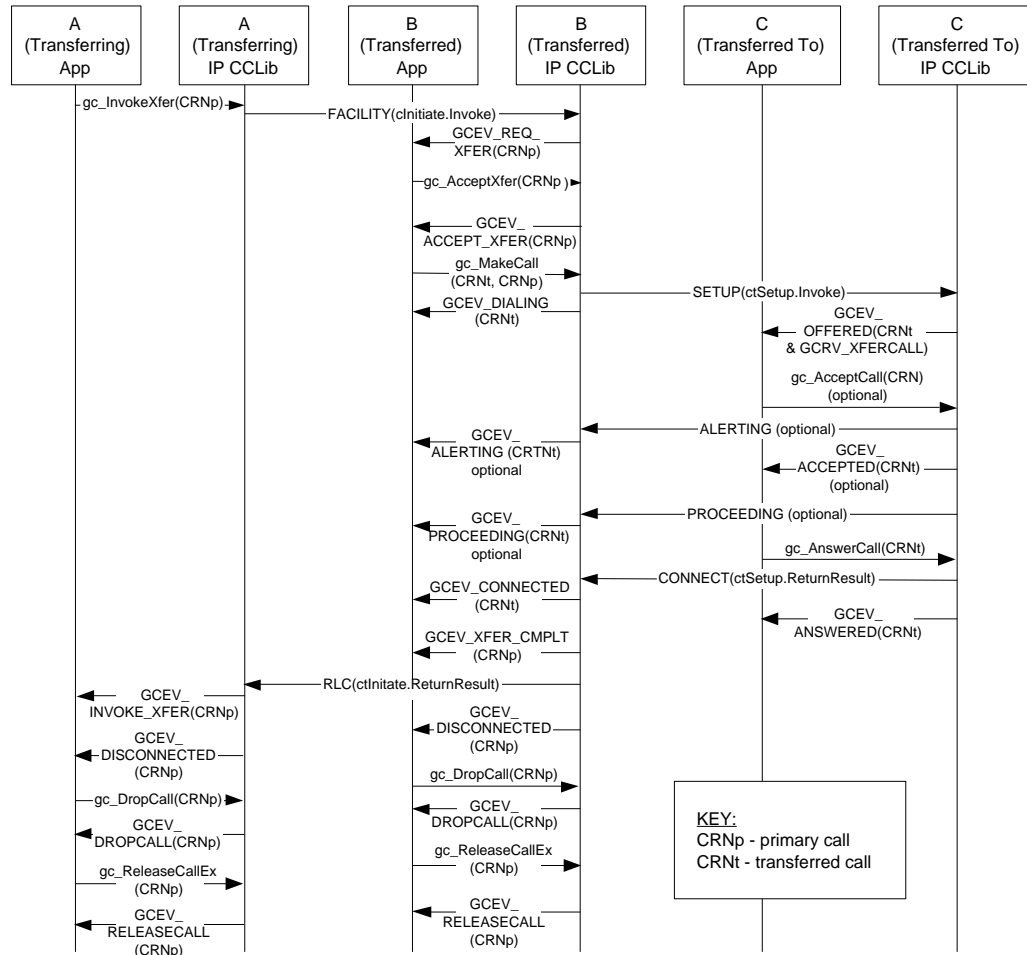 A
(Transferring)
App
A
(Transferring)
IP CCLib
B
(Transferred)
App
B
(Transferred)
IP CCLib
C
(Transferred To)
App
C
(Transferred To)
IP CCLib
gc_InvokeXfer(CRNp)
FACILITY(cInitiate.Invoke)
GCEV_REQ_
XFER(CRNp)
gc_AcceptXfer(CRNp )
GCEV_
ACCEPT_XFER(CRNp)
gc_MakeCall
(CRNt, CRNp)
SETUP(ctSetup.Invoke)
GCEV_DIALING
(CRNt)
GCEV_
OFFERED(CRNt
& GCRV_XFERCALL)
gc_AcceptCall(CRN)
(optional)
ALERTING (optional)
GCEV_
ALERTING (CRTNt)
optional
GCEV_
ACCEPTED(CRNt)
(optional)
PROCEEDING (optional)
GCEV_
PROCEEDING(CRNt)
optional
gc_AnswerCall(CRNt)
CONNECT(ctSetup.ReturnResult)
GCEV_CONNECTED
(CRNt)
GCEV_
ANSWERED(CRNt)
GCEV_XFER_CMPLT
(CRNp)
RLC(ctInitate.ReturnResult)
GCEV_
INVOKE_XFER(CRNp)
GCEV_
DISCONNECTED
(CRNp)
GCEV_
DISCONNECTED
(CRNp)
gc_DropCall(CRNp)
gc_DropCall(CRNp)
GCEV_
DROPCALL(CRNp)
GCEV_
DROPCALL(CRNp)
gc_ReleaseCallEx
(CRNp)
gc_ReleaseCallEx
(CRNp)
GCEV_
RELEASECALL
(CRNp)
GCEV_
RELEASECALL
(CRNp)
KEY:
CRNp - primary call
CRNt - transferred call